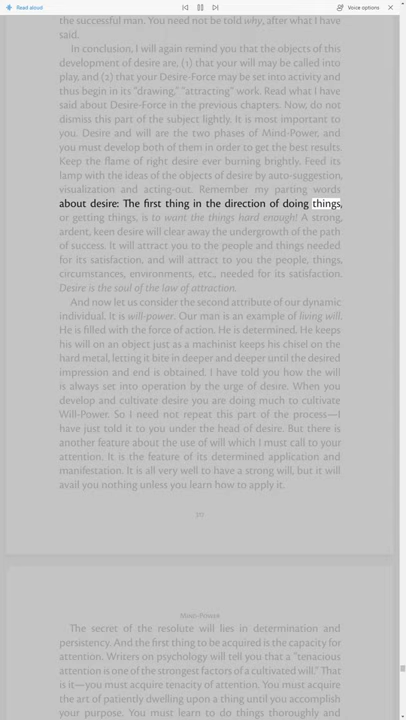 Read aloud
Voice options
the successful man. You need not be told why, after what I have
said.
In conclusion, I will again remind you that the objects of this
development of desire are, (1) that your will may be called into
play, and (2) that your Desire-Force may be set into activity and
thus begin in its "drawing," "attracting" work. Read what I have
said about Desire-Force in the previous chapters. Now, do not
dismiss this part of the subject lightly. It is most important to
you. Desire and will are the two phases of Mind-Power, and
you must develop both of them in order to get the best results.
Keep the flame of right desire ever burning brightly. Feed its
lamp with the ideas of the objects of desire by auto-suggestion,
visualization and acting-out. Remember my parting words
about desire: The first thing in the direction of doing things,
or getting things, is to want the things hard enough! A strong,
ardent, keen desire will clear away the undergrowth of the path
of success. It will attract you to the people and things needed
for its satisfaction, and will attract to you the people, things,
circumstances, environments, etc., needed for its satisfaction.
Desire is the soul of the law of attraction.
And now let us consider the second attribute of our dynamic
individual. It is will-power. Our man is an example of living will.
He is filled with the force of action. He is determined. He keeps
his will on an object just as a machinist keeps his chisel on the
hard metal, letting it bite in deeper and deeper until the desired
impression and end is obtained. I have told you how the will
is always set into operation by the urge of desire. When you
develop and cultivate desire you are doing much to cultivate
Will-Power. So I need not repeat this part of the process—I
have just told it to you under the head of desire. But there is
another feature about the use of will which I must call to your
attention. It is the feature of its determined application and
manifestation. It is all very well to have a strong will, but it will
avail you nothing unless you learn how to apply it.
Mind-Power
The secret of the resolute will lies in determination and
persistency. And the first thing to be acquired is the capacity for
attention. Writers on psychology will tell you that a "tenacious
attention is one of the strongest factors of a cultivated will." That
is it—you must acquire tenacity of attention. You must acquire
the art of patiently dwelling upon a thing until you accomplish
your purpose. You must learn to do things thoroughly and